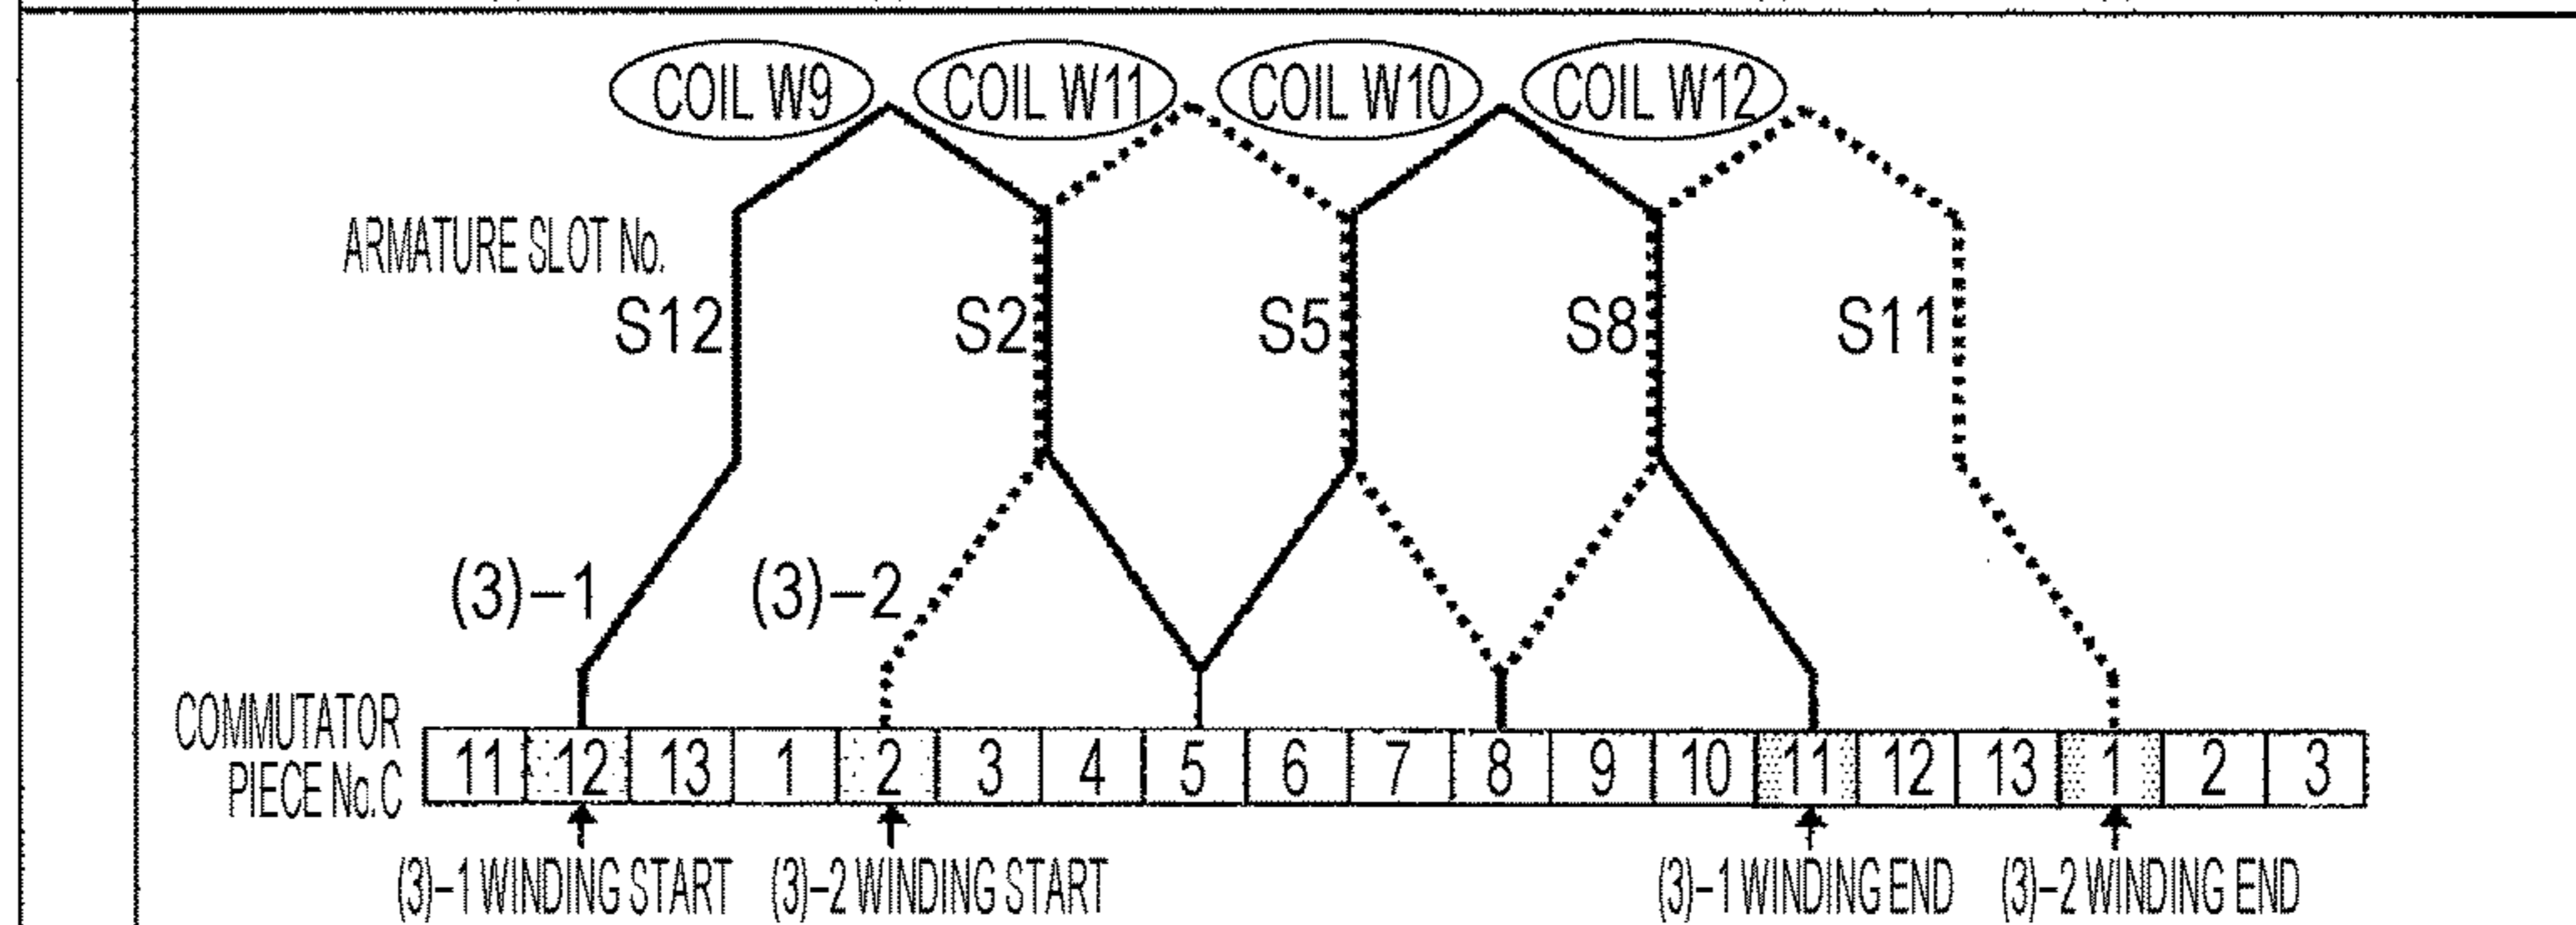 COIL W9 COIL W11 COIL W10 COIL W12
ARMATURE SLOT No.
S12 S2 S5 S8 S11
(3)-1 (3)-2
COMMUTATOR
PIECE No.C
11 12 13 1 2 3 4 5 6 7 8 9 10 11 12 13 1 2 3
(3)-1 WINDING START (3)-2 WINDING START (3)-1 WINDING END (3)-2 WINDING END